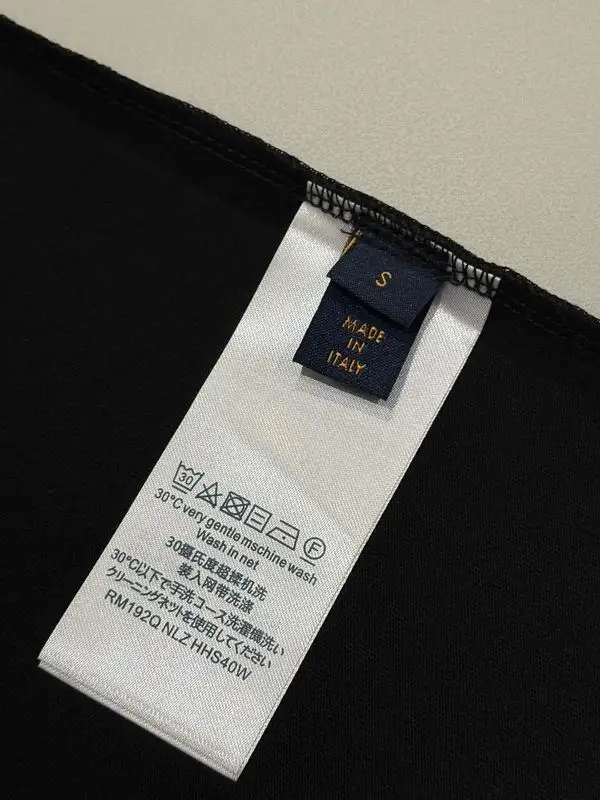 S
MADE
IN
ITALY
30
F
30°C very gentle mschine wash
Wash in net
30摄氏度超换机洗
装入网带洗涤
30℃以下で手洗コース洗濯機洗い
クリーニングネットを使用してください
RM192Q NLZ HHS40W